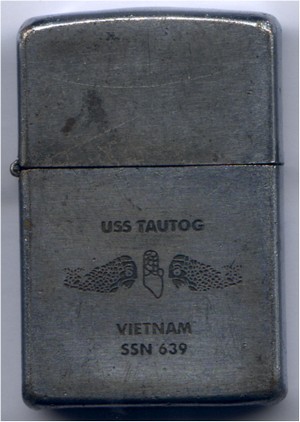 USS TAUTOG
VIETNAM
SSN 639